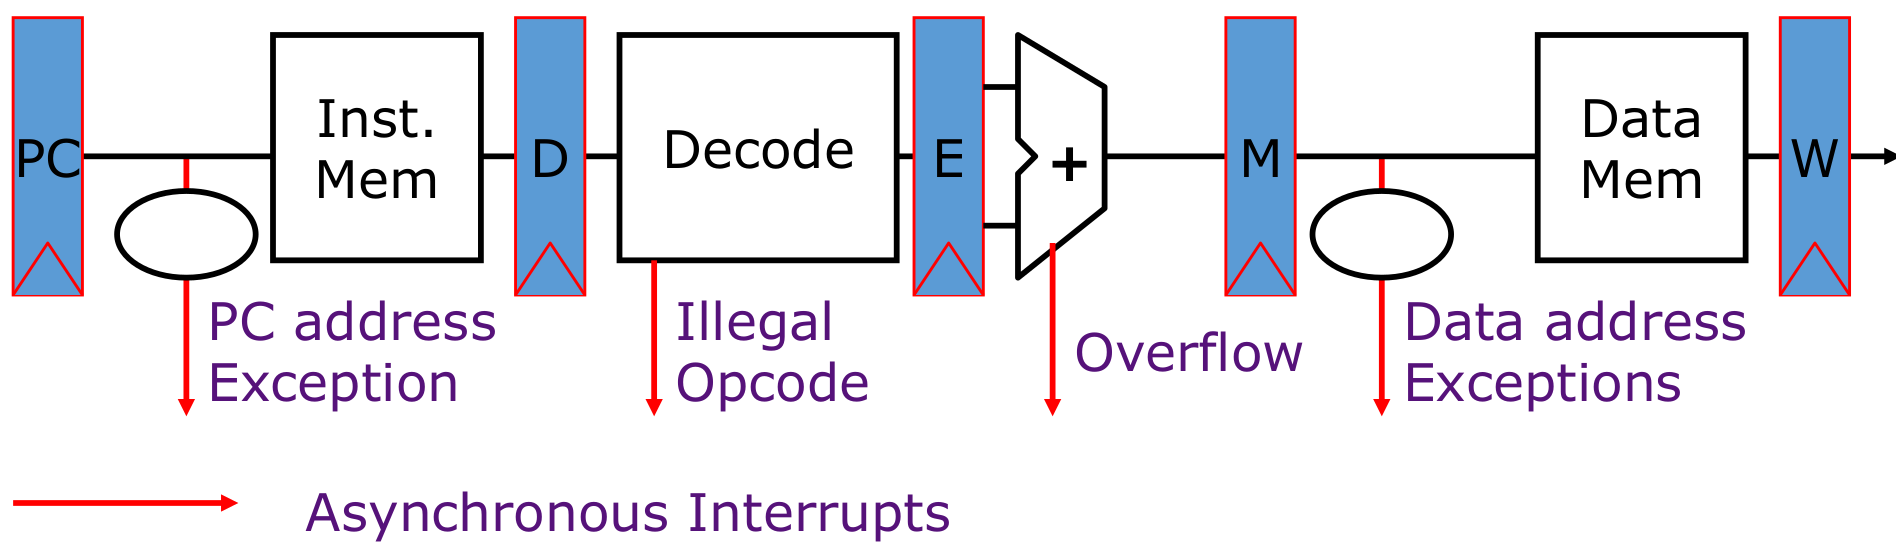 PC
Inst.
Mem
D
Decode
E
+
M
Data
Mem
W
PC address
Exception
Illegal
Opcode
Overflow
Data address
Exceptions
Asynchronous Interrupts